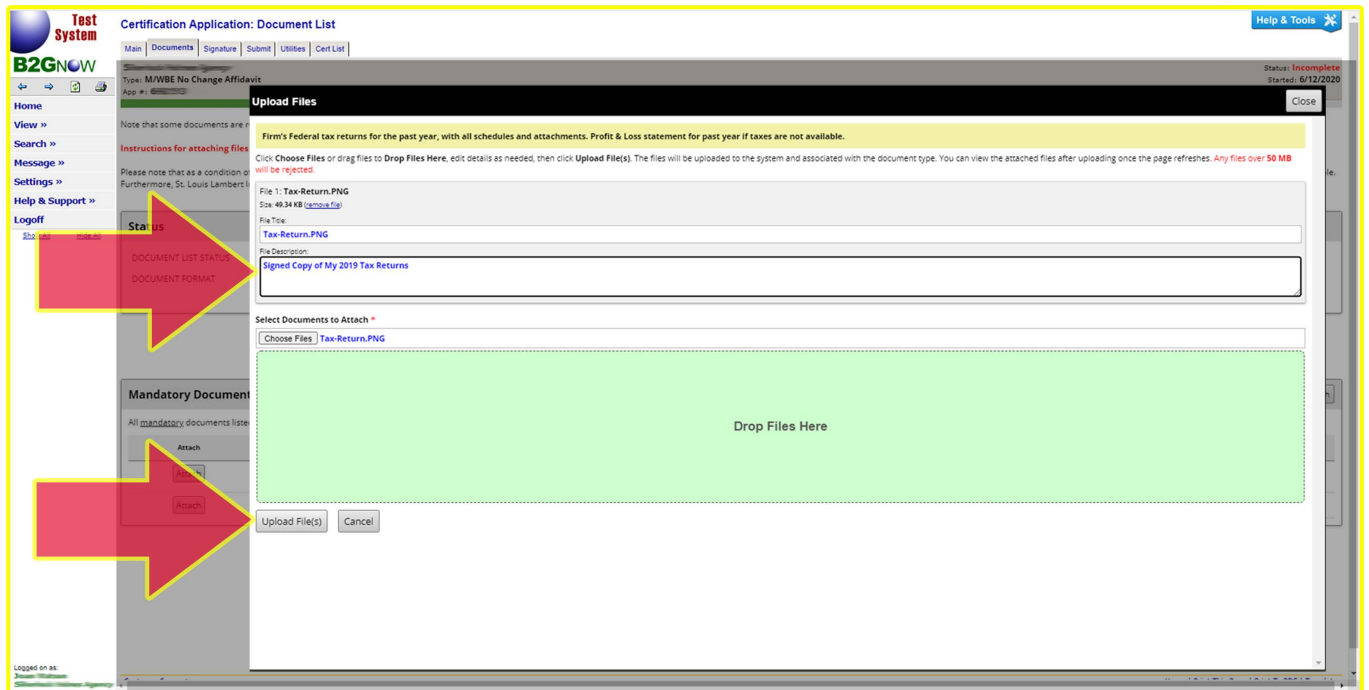 Test
System
B2GNOW
Home
View »
Search »
Message »
Settings »
Help & Support »
Logoff
Logged on as:
Certification Application: Document List
Help & Tools
Main | Documents | Signature | Submit | Utilities | Cert List
Type: M/WBE No Change Affidavit
App #:
Status: Incomplete
Started: 6/12/2020
Note that some documents are r
Instructions for attaching files
Please note that as a condition o
le.
Furthermore, St. Louis Lambert I
Status
DOCUMENT LIST STATUS
DOCUMENT FORMAT
Mandatory Document
All mandatory documents liste
Attach
Attach
Attach
Upload Files
Close
Firm's Federal tax returns for the past year, with all schedules and attachments. Profit & Loss statement for past year if taxes are not available.
Click Choose Files or drag files to Drop Files Here, edit details as needed, then click Upload File(s). The files will be uploaded to the system and associated with the document type. You can view the attached files after uploading once the page refreshes. Any files over 50 MB
will be rejected.
File 1: Tax-Return.PNG
Size: 49.34 KB (remove file)
File Title:
Tax-Return.PNG
File Description:
Signed Copy of My 2019 Tax Returns
Select Documents to Attach *
Choose Files Tax-Return.PNG
Drop Files Here
Upload File(s)
Cancel